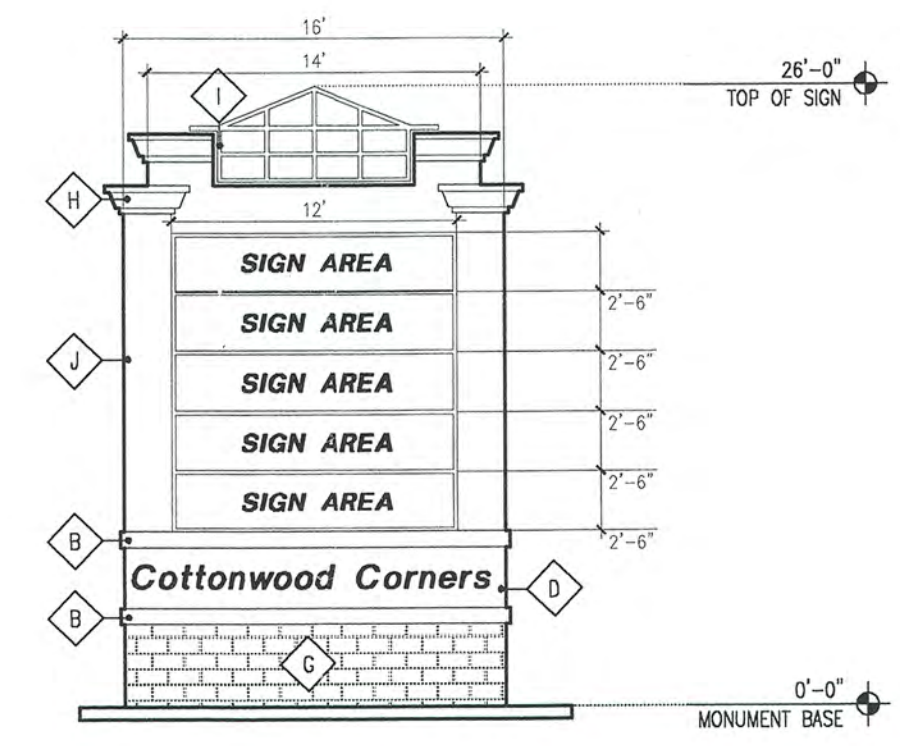 16'
14'
26'-0"
TOP OF SIGN
I
H
12'
SIGN AREA
2'-6"
SIGN AREA
2'-6"
J
SIGN AREA
2'-6"
SIGN AREA
2'-6"
SIGN AREA
2'-6"
B
Cottonwood Corners
D
B
G
0'-0"
MONUMENT BASE